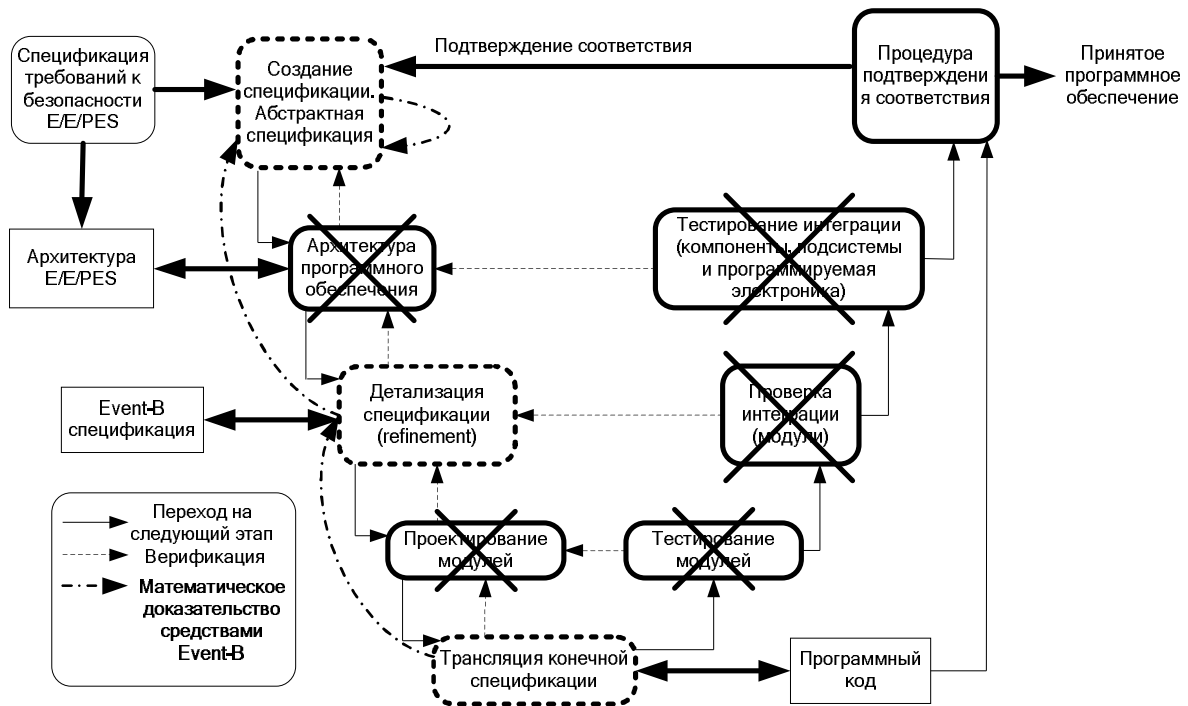 Спецификация
требований к
безопасности
E/E/PES
Создание
спецификации.
Абстрактная
спецификация
Подтверждение соответствия
Процедура
подтверждени
я соответствия
Принятое
программное
обеспечение
Архитектура
E/E/PES
Архитектура
программного
обеспечения
Тестирование интеграции
(компоненты, подсистемы
и программируемая
электроника)
Event-B
спецификация
Детализация
спецификации
(refinement)
Проверка
интеграции
(модули)
Переход на
следующий этап
Верификация
Математическое
доказательство
средствами
Event-B
Проектирование
модулей
Тестирование
модулей
Трансляция конечной
спецификации
Программный
код